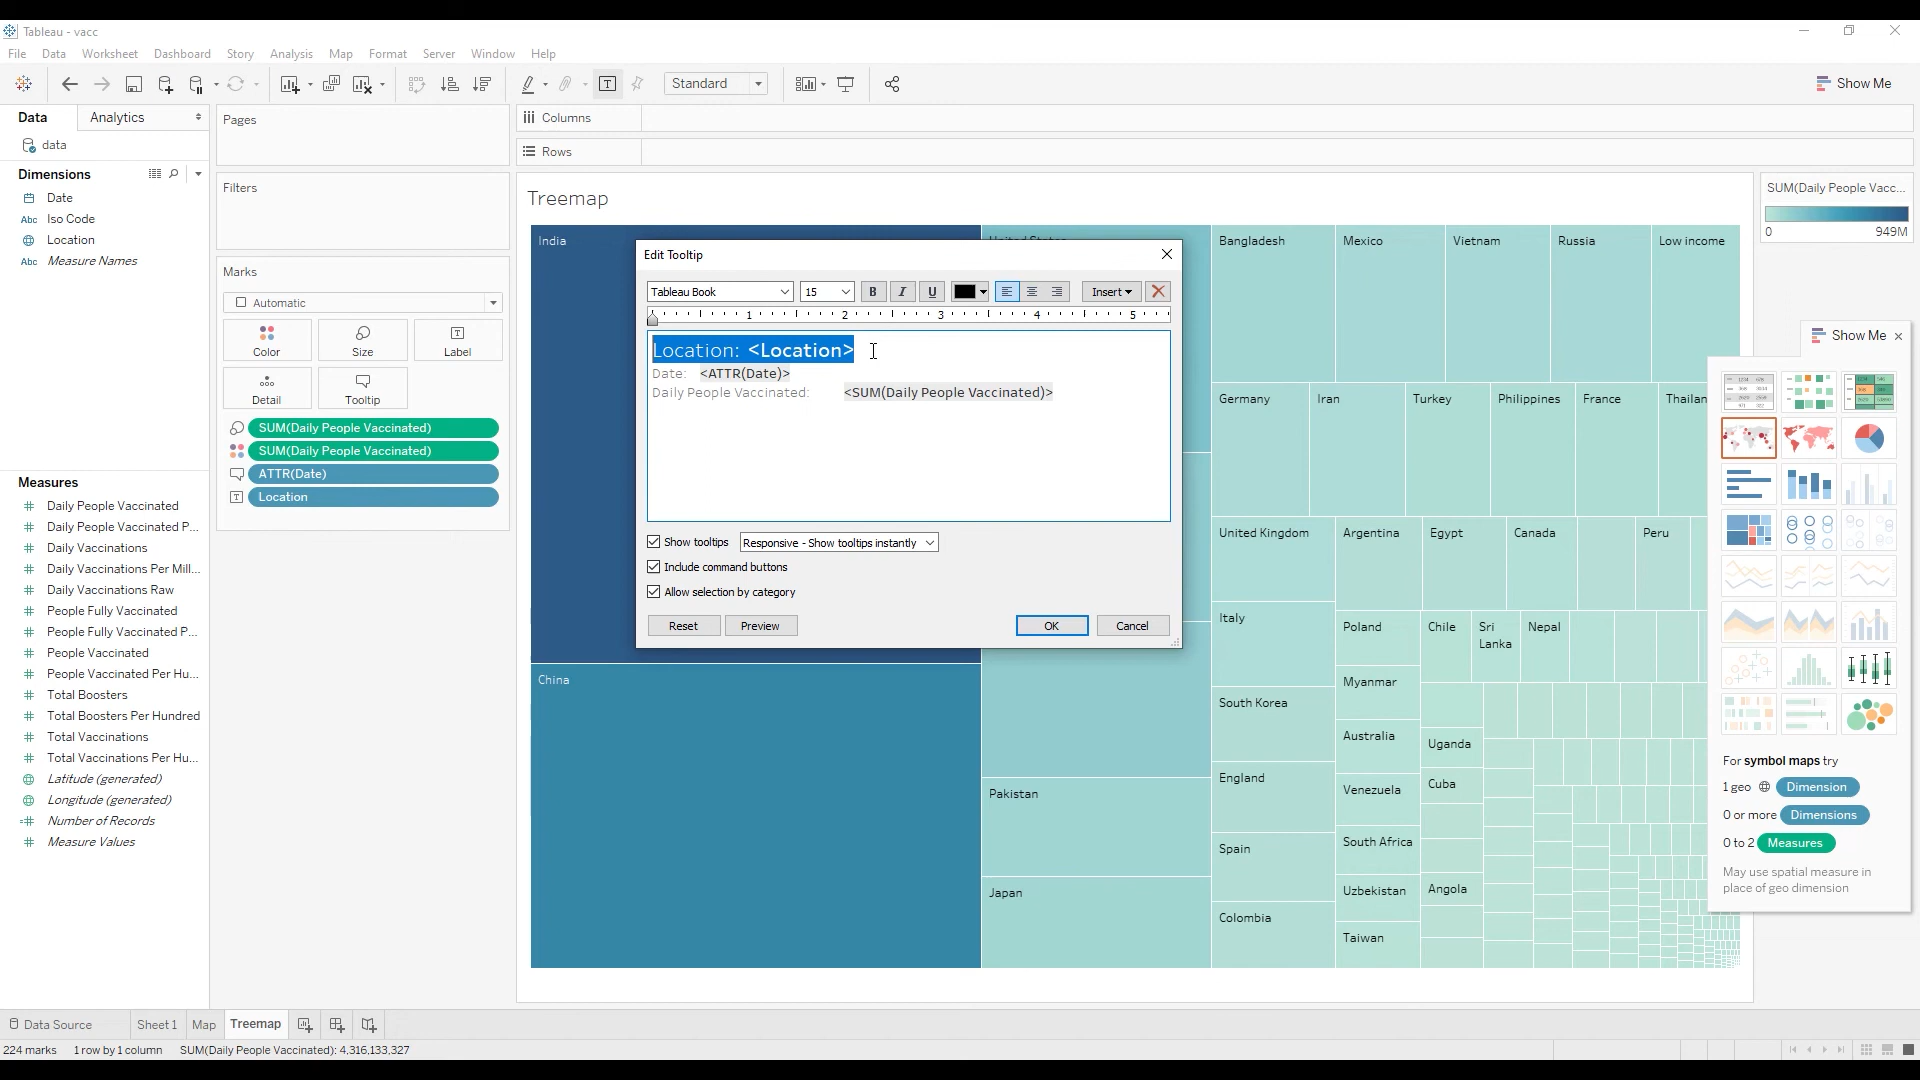 Tableau - vacc
File Data Worksheet Dashboard Story Analysis Map Format Server Window Help
Standard
Show Me
Data
Analytics
data
Dimensions
Date
Abc Iso Code
Location
Abc Measure Names
Measures
Daily People Vaccinated
Daily People Vaccinated P...
Daily Vaccinations
Daily Vaccinations Per Mill...
Daily Vaccinations Raw
People Fully Vaccinated
People Fully Vaccinated P...
People Vaccinated
People Vaccinated Per Hu...
Total Boosters
Total Boosters Per Hundred
Total Vaccinations
Total Vaccinations Per Hu...
Latitude (generated)
Longitude (generated)
Number of Records
Measure Values
Pages
Filters
Marks
Automatic
Color
Size
Label
Detail
Tooltip
SUM(Daily People Vaccinated)
SUM(Daily People Vaccinated)
ATTR(Date)
Location
Columns
Rows
Treemap
India
China
United States
Pakistan
Japan
Bangladesh
Mexico
Vietnam
Russia
Low income
Germany
Iran
Turkey
Philippines
France
Thailan
United Kingdom
Argentina
Egypt
Canada
Peru
Italy
Poland
Chile
Sri
Lanka
Nepal
South Korea
Myanmar
Australia
Uganda
England
Venezuela
Cuba
Spain
South Africa
Uzbekistan
Angola
Colombia
Taiwan
Edit Tooltip
Tableau Book
15
B
I
U
Insert
1 2 3 4 5
Location: <Location>
Date: <ATTR(Date)>
Daily People Vaccinated: <SUM(Daily People Vaccinated)>
Show tooltips
Responsive - Show tooltips instantly
Include command buttons
Allow selection by category
Reset
Preview
OK
Cancel
SUM(Daily People Vacc...
0
949M
Show Me
For symbol maps try
1 geo Dimension
0 or more Dimensions
0 to 2 Measures
May use spatial measure in
place of geo dimension
Data Source
Sheet 1
Map
Treemap
224 marks
1 row by 1 column
SUM(Daily People Vaccinated): 4,316,133,327